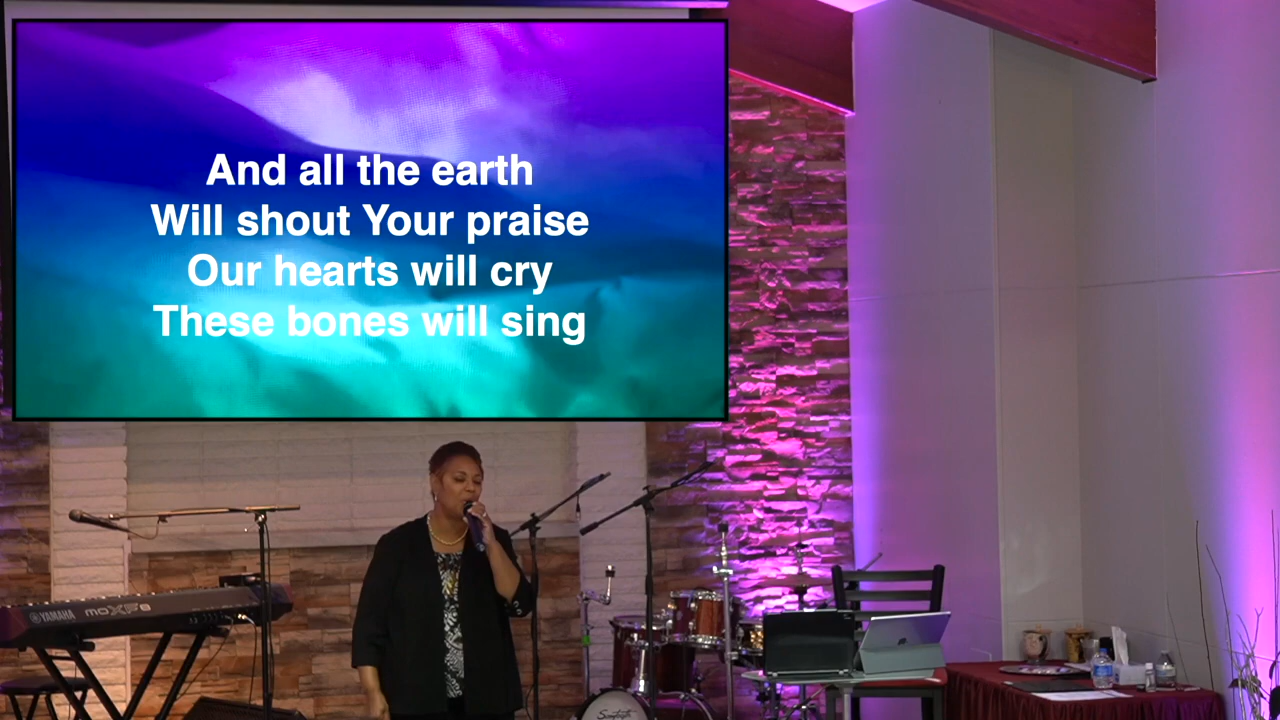 And all the earth
Will shout Your praise
Our hearts will cry
These bones will sing
YAMAHA MOXF8